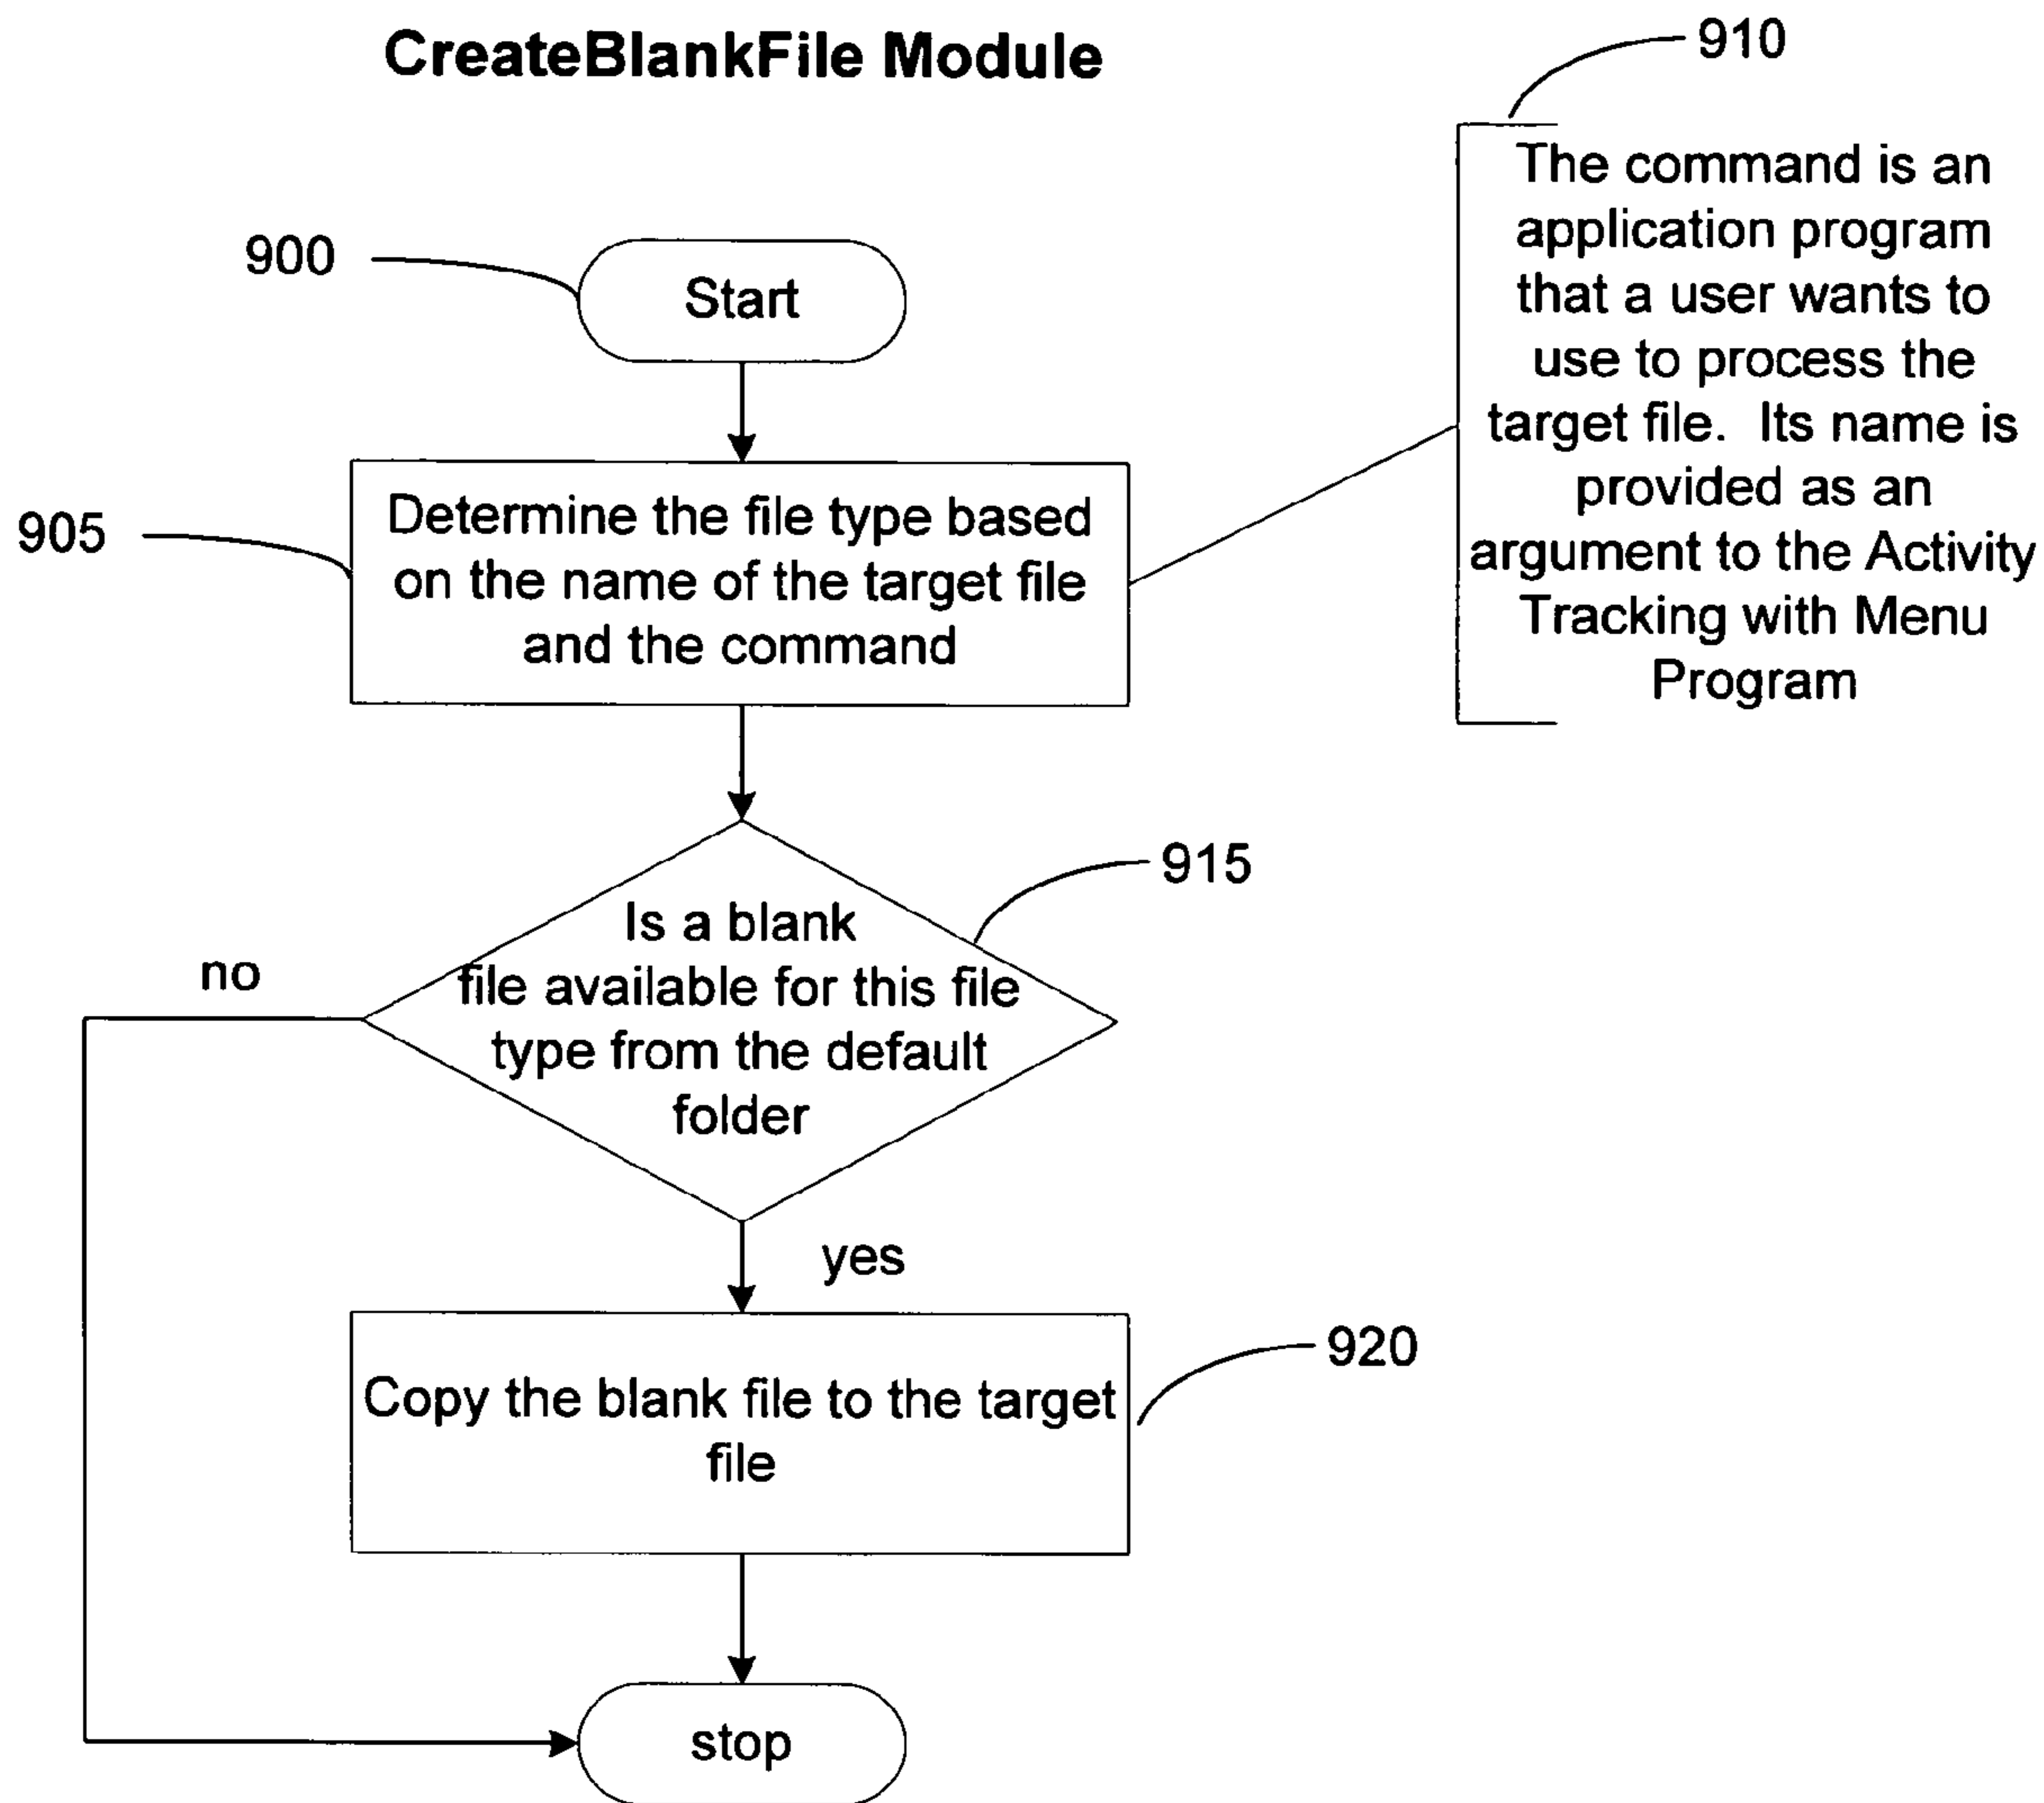 CreateBlankFile Module
910
The command is an
application program
that a user wants to
use to process the
target file.  Its name is
provided as an
argument to the Activity
Tracking with Menu
Program
900
Start
905
Determine the file type based
on the name of the target file
and the command
915
Is a blank
file available for this file
type from the default
folder
no
yes
920
Copy the blank file to the target
file
stop